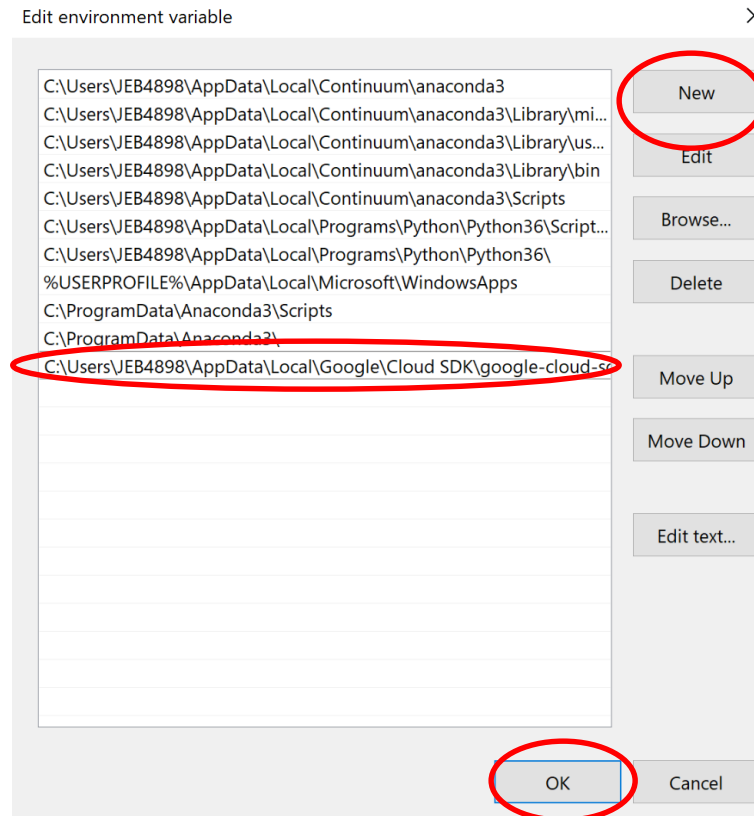 Edit environment variable
C:\Users\JEB4898\AppData\Local\Continuum\anaconda3
New
C:\Users\JEB4898\AppData\Local\Continuum\anaconda3\Library\mi...
C:\Users\JEB4898\AppData\Local\Continuum\anaconda3\Library\us...
Edit
C:\Users\JEB4898\AppData\Local\Continuum\anaconda3\Library\bin
C:\Users\JEB4898\AppData\Local\Continuum\anaconda3\Scripts
C:\Users\JEB4898\AppData\Local\Programs\Python\Python36\Script...
Browse...
C:\Users\JEB4898\AppData\Local\Programs\Python\Python36\
%USERPROFILE%\AppData\Local\Microsoft\WindowsApps
Delete
C:\ProgramData\Anaconda3\Scripts
C:\ProgramData\Anaconda3\
C:\Users\JEB4898\AppData\Local\Google\Cloud SDK\google-cloud-sd
Move Up
Move Down
Edit text...
OK
Cancel